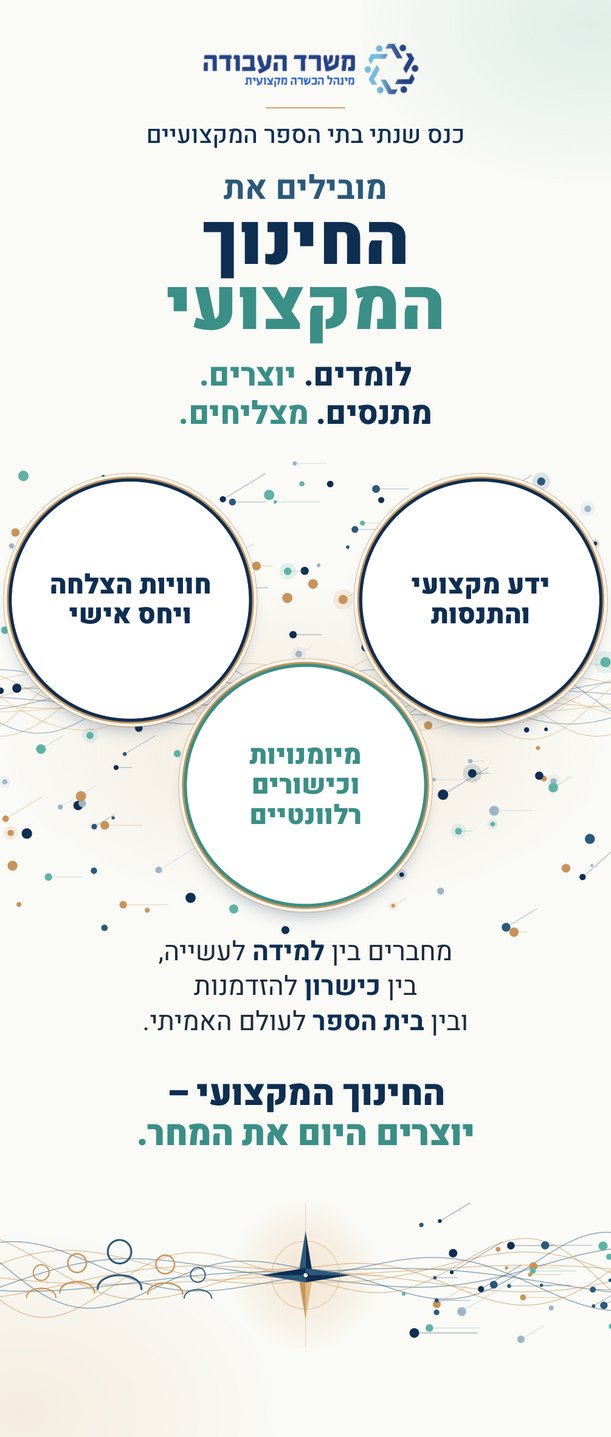 משרד העבודה
מינהל הכשרה מקצועית
כנס שנתי בתי הספר המקצועיים
מובילים את
החינוך
המקצועי
לומדים. יוצרים.
מתנסים. מצליחים.
ידע מקצועי
והתנסות
חוויות הצלחה
ויחס אישי
מיומנויות
וכישורים
רלוונטיים
מחברים בין למידה לעשייה,
בין כישרון להזדמנות
ובין בית הספר לעולם האמיתי.
החינוך המקצועי –
יוצרים היום את המחר.